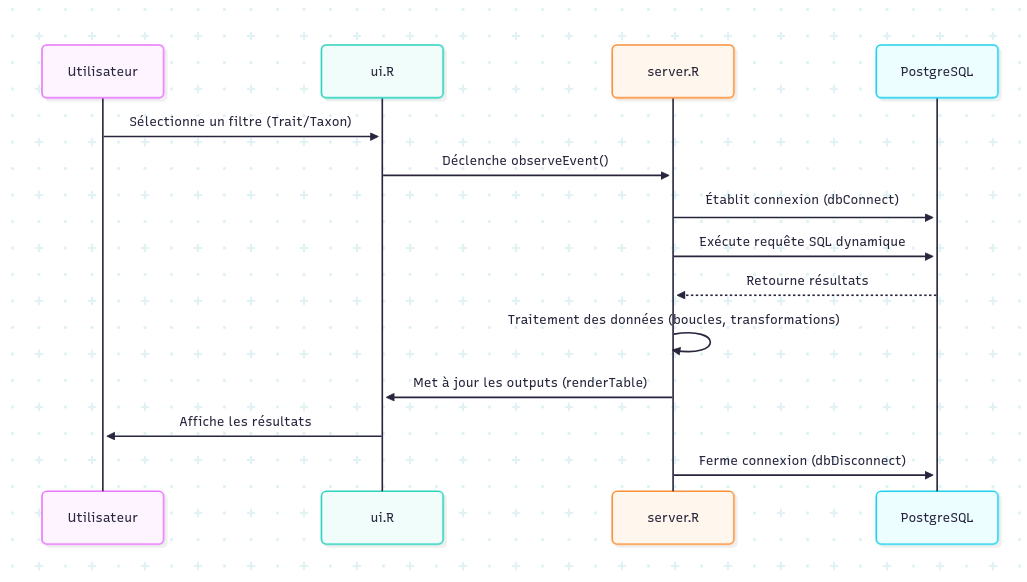 Utilisateur
ui.R
server.R
PostgreSQL
Sélectionne un filtre (Trait/Taxon)
Déclenche observeEvent()
Établit connexion (dbConnect)
Exécute requête SQL dynamique
Retourne résultats
Traitement des données (boucles, transformations)
Met à jour les outputs (renderTable)
Affiche les résultats
Ferme connexion (dbDisconnect)
Utilisateur
ui.R
server.R
PostgreSQL